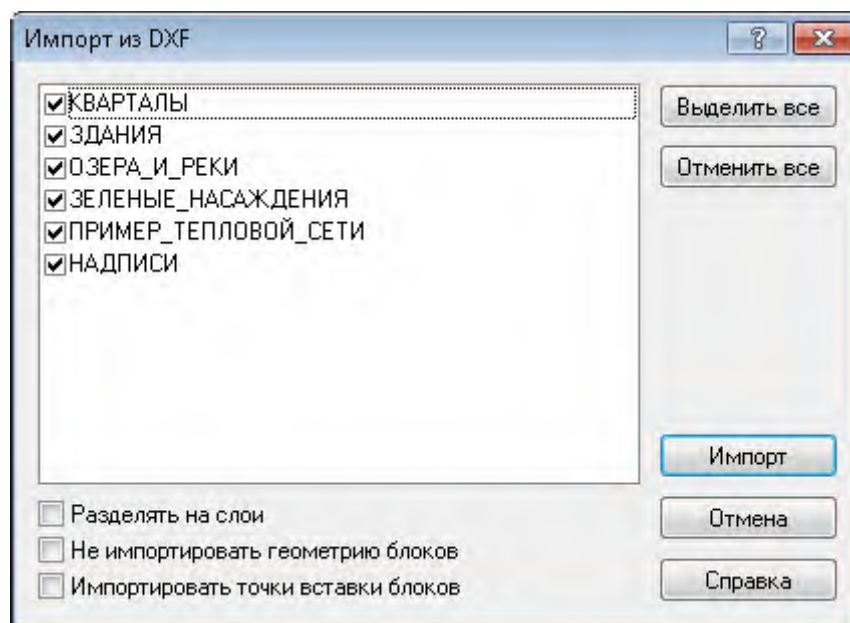 Импорт из DXF
КВАРТАЛЫ
ЗДАНИЯ
ОЗЕРА_И_РЕКИ
ЗЕЛЕНЫЕ_НАСАЖДЕНИЯ
ПРИМЕР_ТЕПЛОВОЙ_СЕТИ
НАДПИСИ
Выделить все
Отменить все
Импорт
Отмена
Справка
Разделять на слои
Не импортировать геометрию блоков
Импортировать точки вставки блоков